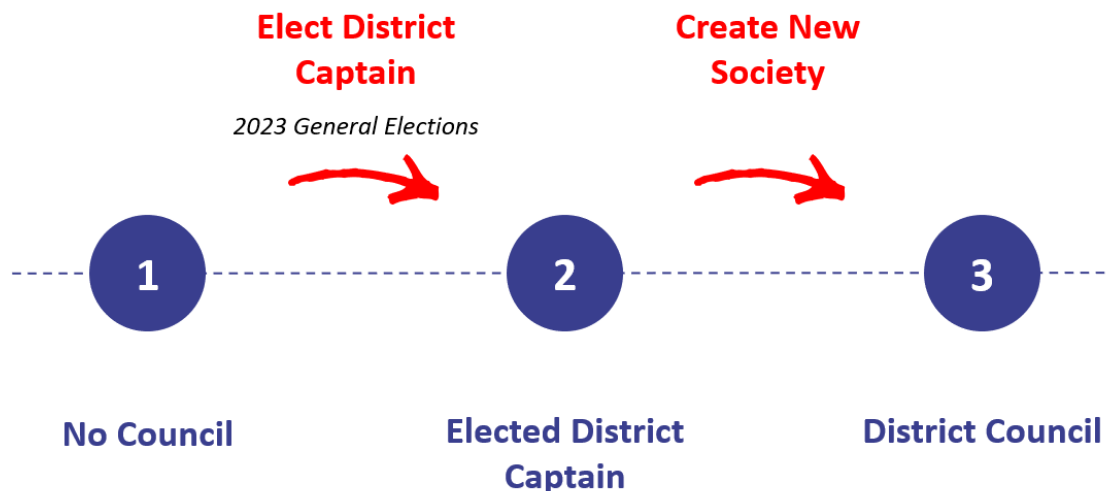 Elect District
Captain
2023 General Elections
Create New
Society
1
2
3
No Council
Elected District
Captain
District Council